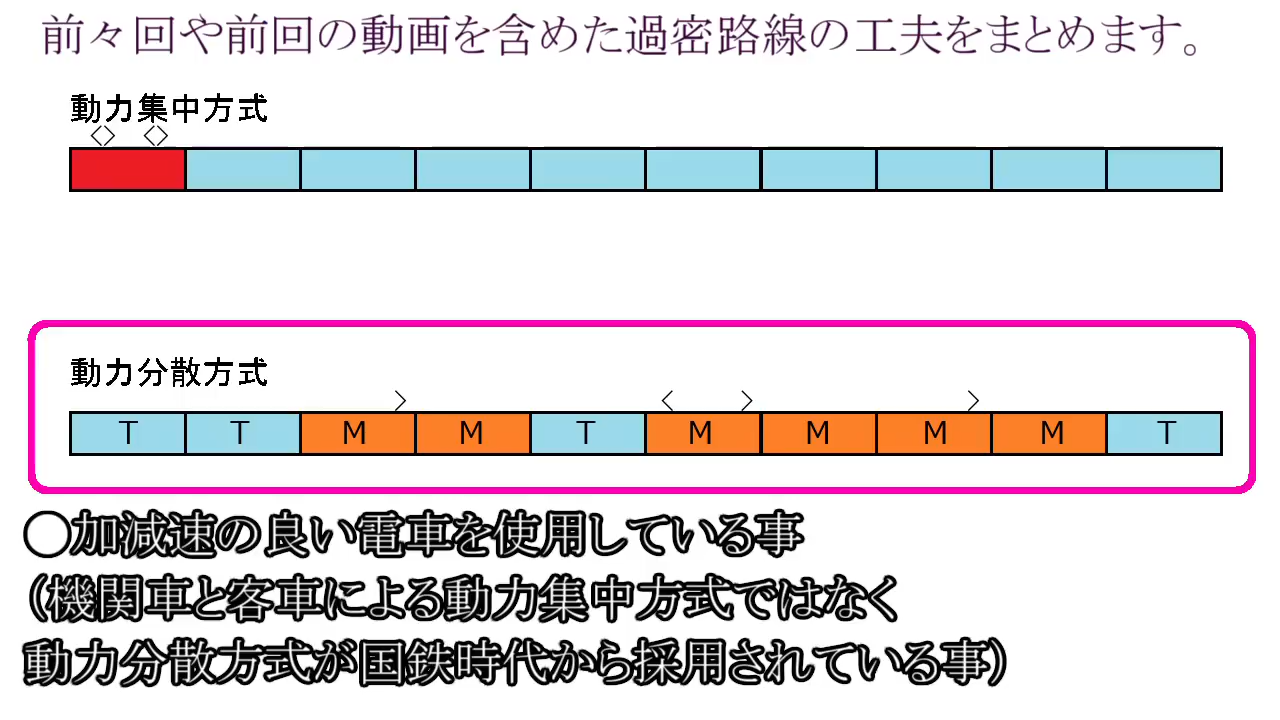 前々回や前回の動画を含めた過密路線の工夫をまとめます。
動力集中方式
動力分散方式
T T M M T M M M M T
◯加減速の良い電車を使用している事
(機関車と客車による動力集中方式ではなく
動力分散方式が国鉄時代から採用されている事)